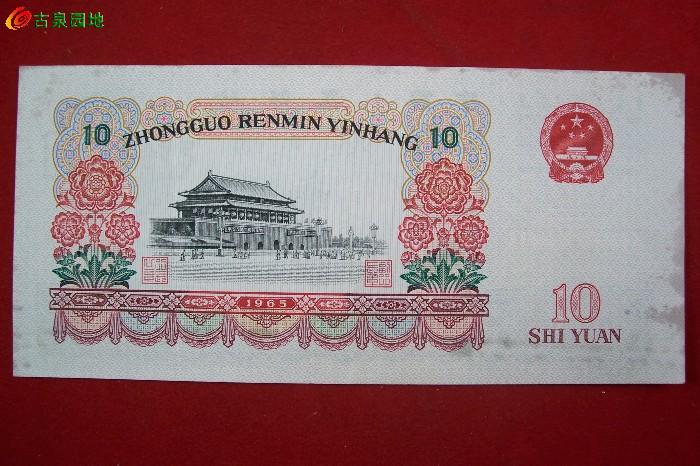 古泉园地
10 ZHONGGUO RENMIN YINHANG 10
1965
10
SHI YUAN